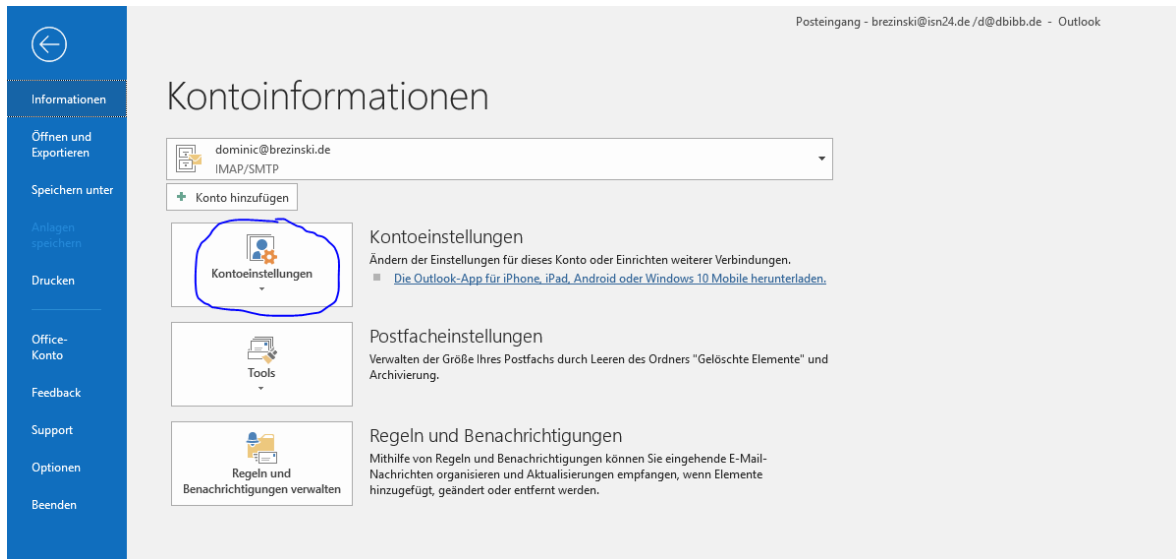 Posteingang - brezinski@isn24.de /d@dbibb.de - Outlook
Informationen
Öffnen und
Exportieren
Speichern unter
Anlagen
speichern
Drucken
Office-
Konto
Feedback
Support
Optionen
Beenden
Kontoinformationen
dominic@brezinski.de
IMAP/SMTP
Konto hinzufügen
Kontoeinstellungen
Kontoeinstellungen
Ändern der Einstellungen für dieses Konto oder Einrichten weiterer Verbindungen.
Die Outlook-App für iPhone, iPad, Android oder Windows 10 Mobile herunterladen.
Tools
Postfacheinstellungen
Verwalten der Größe Ihres Postfachs durch Leeren des Ordners "Gelöschte Elemente" und
Archivierung.
Regeln und
Benachrichtigungen verwalten
Regeln und Benachrichtigungen
Mithilfe von Regeln und Benachrichtigungen können Sie eingehende E-Mail-
Nachrichten organisieren und Aktualisierungen empfangen, wenn Elemente
hinzugefügt, geändert oder entfernt werden.